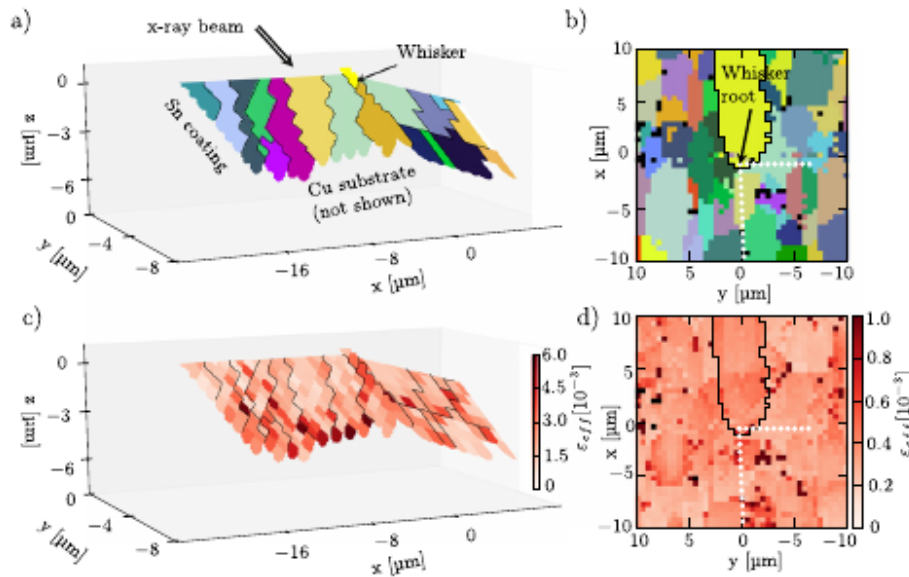 a)
x-ray beam
Whisker
Sn coating
Cu substrate
(not shown)
z [µm]
0
−3
−6
0
−4
−8
y [µm]
−16
−8
0
x [µm]
b)
Whisker
root
10
5
0
−5
−10
x [µm]
10
5
0
−5
−10
y [µm]
c)
z [µm]
0
−3
−6
0
−4
−8
y [µm]
−16
−8
0
x [µm]
6.0
4.5
3.0
1.5
0
εeff[10⁻³]
d)
10
5
0
−5
−10
x [µm]
10
5
0
−5
−10
y [µm]
1.0
0.8
0.6
0.4
0.2
0
εeff[10⁻³]